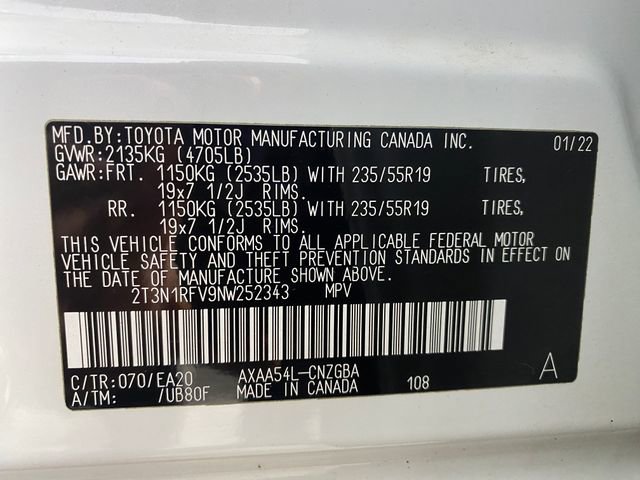 MFD.BY:TOYOTA MOTOR MANUFACTURING CANADA INC. 01/22
GVWR:2135KG (4705LB)
GAWR:FRT. 1150KG (2535LB) WITH 235/55R19 TIRES,
19x7 1/2J RIMS.
RR. 1150KG (2535LB) WITH 235/55R19 TIRES,
19x7 1/2J RIMS.
THIS VEHICLE CONFORMS TO ALL APPLICABLE FEDERAL MOTOR
VEHICLE SAFETY AND THEFT PREVENTION STANDARDS IN EFFECT ON
THE DATE OF MANUFACTURE SHOWN ABOVE.
2T3N1RFV9NW252343 MPV
C/TR:070/EA20 AXAA54L-CNZGBA
A/TM: /UB80F MADE IN CANADA 108 A